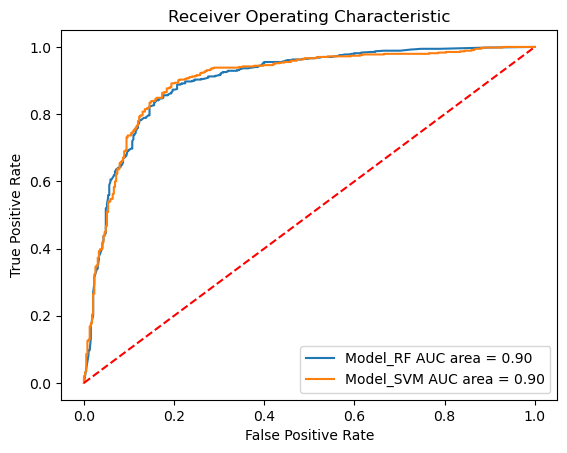 Receiver Operating Characteristic
True Positive Rate
1.0
0.8
0.6
0.4
0.2
0.0
0.0 0.2 0.4 0.6 0.8 1.0
False Positive Rate
Model_RF AUC area = 0.90
Model_SVM AUC area = 0.90